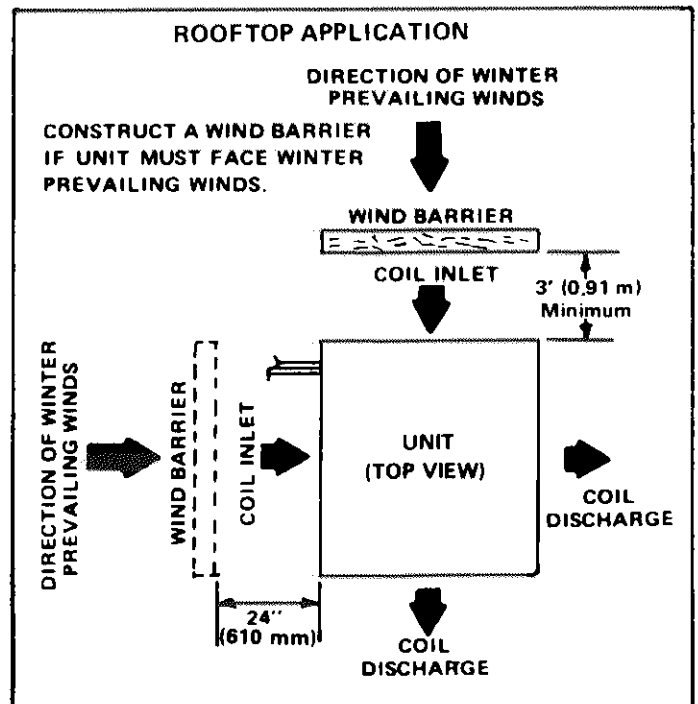 ROOFTOP APPLICATION
DIRECTION OF WINTER
PREVAILING WINDS
CONSTRUCT A WIND BARRIER
IF UNIT MUST FACE WINTER
PREVAILING WINDS.
WIND BARRIER
COIL INLET
3' (0.91 m)
Minimum
DIRECTION OF WINTER
PREVAILING WINDS
WIND BARRIER
COIL INLET
UNIT
(TOP VIEW)
COIL
DISCHARGE
24"
(610 mm)
COIL
DISCHARGE